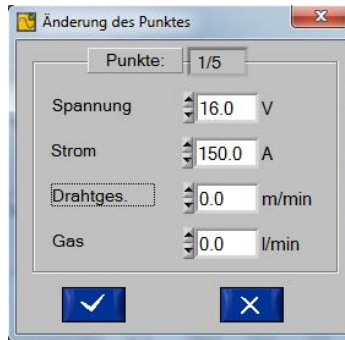 Änderung des Punktes
Punkte: 1/5
Spannung 16.0 V
Strom 150.0 A
Drahtges. 0.0 m/min
Gas 0.0 l/min